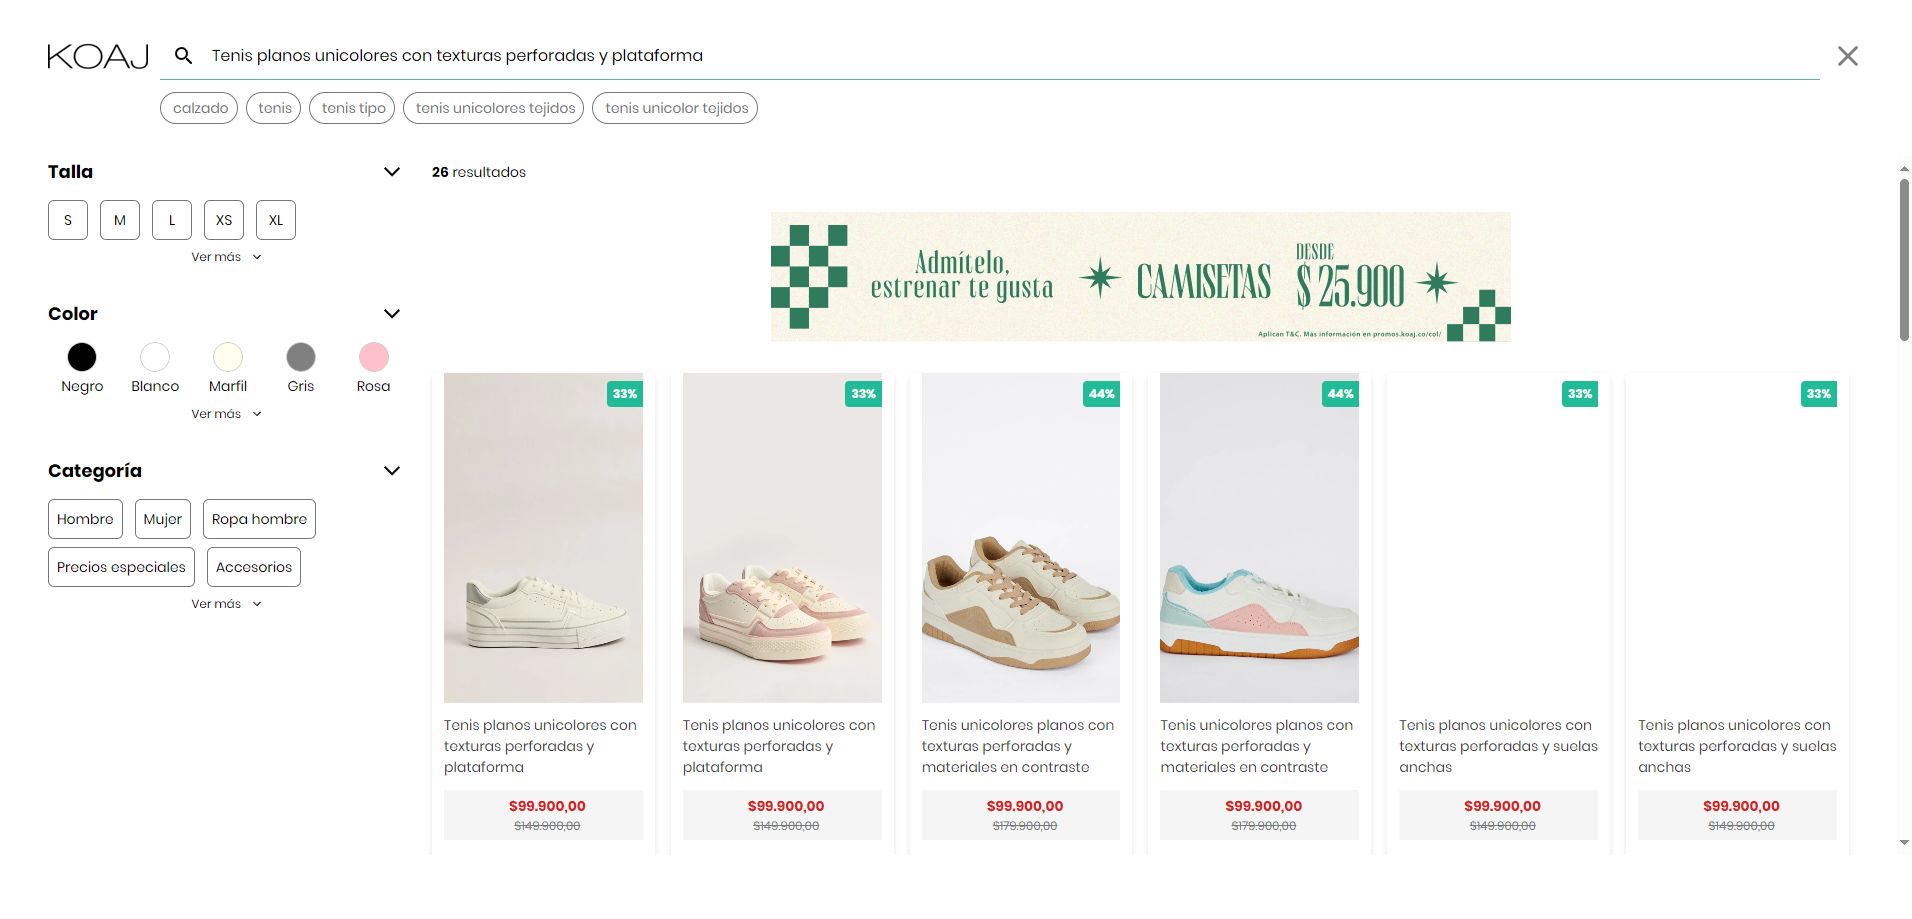 KOAJ
Tenis planos unicolores con texturas perforadas y plataforma
calzado
tenis
tenis tipo
tenis unicolores tejidos
tenis unicolor tejidos
Talla
S
M
L
XS
XL
Ver más
Color
Negro
Blanco
Marfil
Gris
Rosa
Ver más
Categoría
Hombre
Mujer
Ropa hombre
Precios especiales
Accesorios
Ver más
26 resultados
Admítelo,
estrenar te gusta
CAMISETAS
DESDE
$ 25.900
Aplican T&C. Más información en promos.koaj.co/col/
33%
Tenis planos unicolores con
texturas perforadas y
plataforma
$99.900,00
$149.900,00
33%
Tenis planos unicolores con
texturas perforadas y
plataforma
$99.900,00
$149.900,00
44%
Tenis unicolores planos con
texturas perforadas y
materiales en contraste
$99.900,00
$179.900,00
44%
Tenis unicolores planos con
texturas perforadas y
materiales en contraste
$99.900,00
$179.900,00
33%
Tenis planos unicolores con
texturas perforadas y suelas
anchas
$99.900,00
$149.900,00
33%
Tenis planos unicolores con
texturas perforadas y suelas
anchas
$99.900,00
$149.900,00